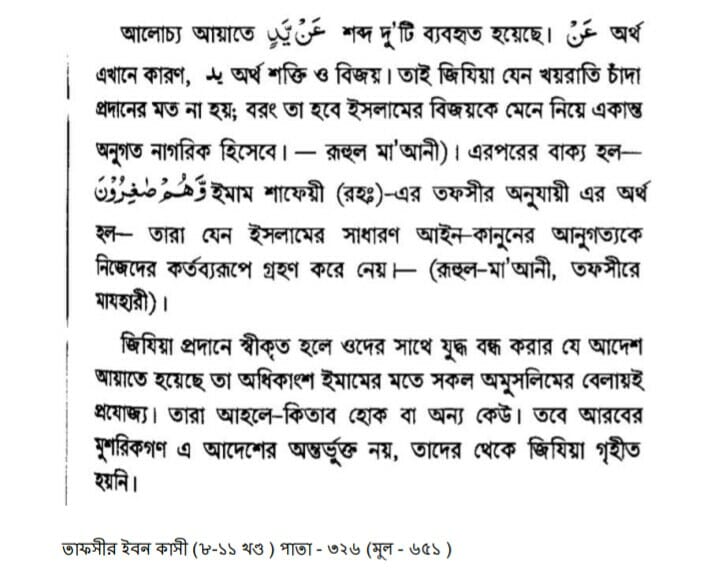 আলোচ্য আয়াতে عَنْ يَّدٍ শব্দ দু'টি ব্যবহৃত হয়েছে। عَنْ অর্থ
এখানে কারণ, يد অর্থ শক্তি ও বিজয়। তাই জিযিয়া যেন খয়রাতি চাঁদা
প্রদানের মত না হয়; বরং তা হবে ইসলামের বিজয়কে মেনে নিয়ে একান্ত
অনুগত নাগরিক হিসেবে। — রূহুল মা'আনী)। এরপরের বাক্য হল—
وَّهُمْ صٰغِرُوْنَ ইমাম শাফেয়ী (রহঃ)-এর তফসীর অনুযায়ী এর অর্থ
হল— তারা যেন ইসলামের সাধারণ আইন-কানুনের আনুগত্যকে
নিজেদের কর্তব্যরূপে গ্রহণ করে নেয়।— (রূহুল-মা'আনী, তফসীরে
মাযহারী)।
জিযিয়া প্রদানে স্বীকৃত হলে ওদের সাথে যুদ্ধ বন্ধ করার যে আদেশ
আয়াতে হয়েছে তা অধিকাংশ ইমামের মতে সকল অমুসলিমের বেলায়ই
প্রযোজ্য। তারা আহলে-কিতাব হোক বা অন্য কেউ। তবে আরবের
মুশরিকগণ এ আদেশের অন্তর্ভুক্ত নয়, তাদের থেকে জিযিয়া গৃহীত
হয়নি।
তাফসীর ইবন কাসী (৮-১১ খণ্ড ) পাতা - ৩২৬ (মূল - ৬৫১ )